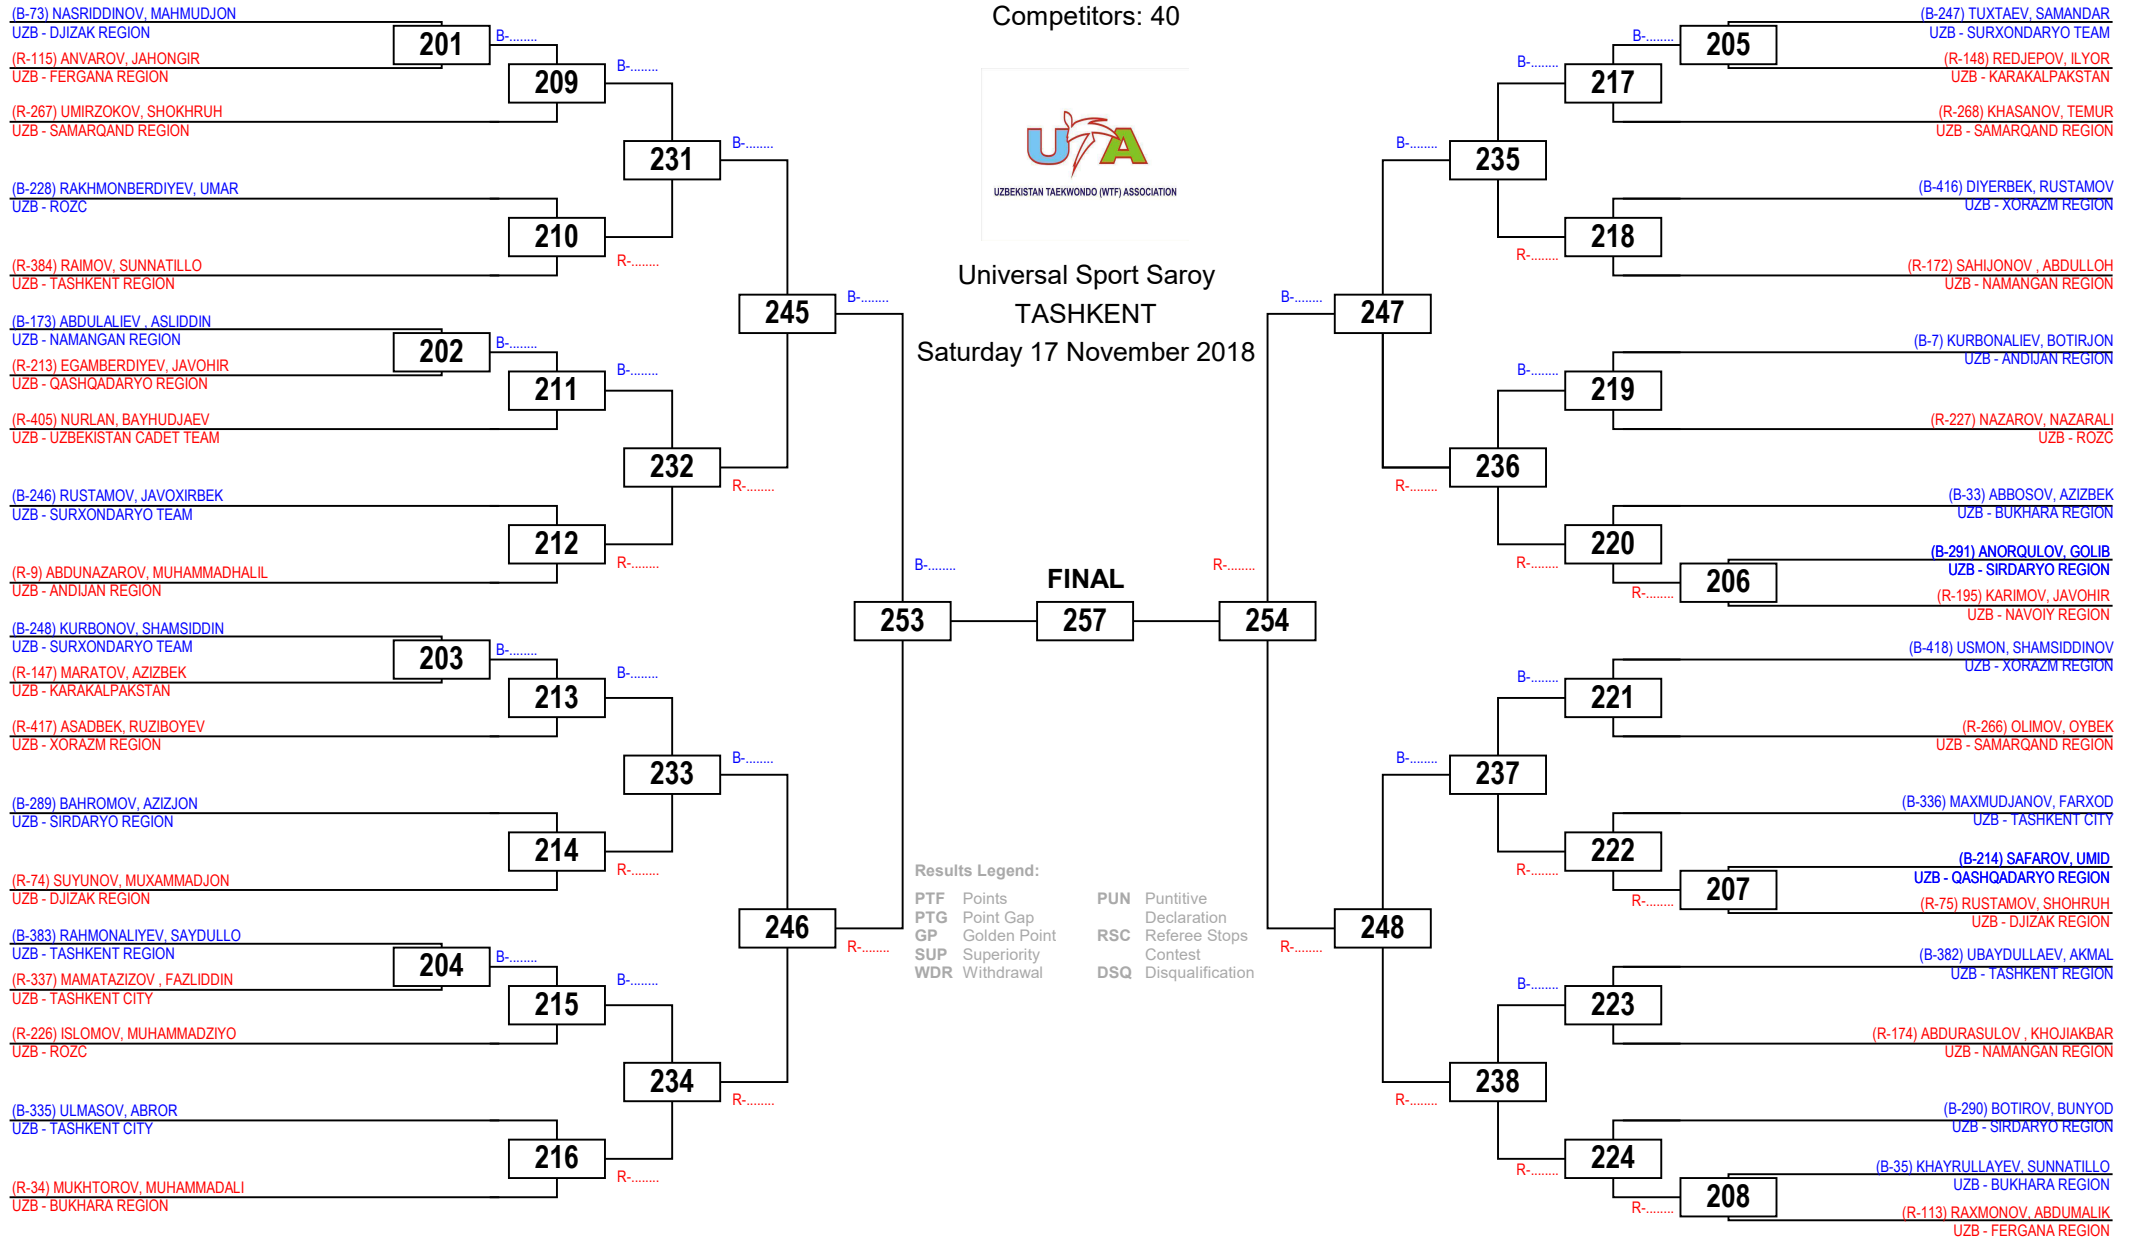 (B-73) NASRIDDINOV, MAHMUDJON
UZB - DJIZAK REGION
201
B-........
(R-115) ANVAROV, JAHONGIR
UZB - FERGANA REGION
209
B-........
(R-267) UMIRZOKOV, SHOKHRUH
UZB - SAMARQAND REGION
231
B-........
(B-228) RAKHMONBERDIYEV, UMAR
UZB - ROZC
210
R-........
(R-384) RAIMOV, SUNNATILLO
UZB - TASHKENT REGION
245
B-........
(B-173) ABDULALIEV , ASLIDDIN
UZB - NAMANGAN REGION
202
B-........
(R-213) EGAMBERDIYEV, JAVOHIR
UZB - QASHQADARYO REGION
211
B-........
(R-405) NURLAN, BAYHUDJAEV
UZB - UZBEKISTAN CADET TEAM
232
R-........
(B-246) RUSTAMOV, JAVOXIRBEK
UZB - SURXONDARYO TEAM
212
R-........
(R-9) ABDUNAZAROV, MUHAMMADHALIL
UZB - ANDIJAN REGION
253
B-........
(B-248) KURBONOV, SHAMSIDDIN
UZB - SURXONDARYO TEAM
203
B-........
(R-147) MARATOV, AZIZBEK
UZB - KARAKALPAKSTAN
213
B-........
(R-417) ASADBEK, RUZIBOYEV
UZB - XORAZM REGION
233
B-........
(B-289) BAHROMOV, AZIZJON
UZB - SIRDARYO REGION
214
R-........
(R-74) SUYUNOV, MUXAMMADJON
UZB - DJIZAK REGION
246
R-........
(B-383) RAHMONALIYEV, SAYDULLO
UZB - TASHKENT REGION
204
B-........
(R-337) MAMATAZIZOV , FAZLIDDIN
UZB - TASHKENT CITY
215
B-........
(R-226) ISLOMOV, MUHAMMADZIYO
UZB - ROZC
234
R-........
(B-335) ULMASOV, ABROR
UZB - TASHKENT CITY
216
R-........
(R-34) MUKHTOROV, MUHAMMADALI
UZB - BUKHARA REGION
Competitors: 40
UTA
UZBEKISTAN TAEKWONDO (WTF) ASSOCIATION
Universal Sport Saroy
TASHKENT
Saturday 17 November 2018
FINAL
257
Results Legend:
PTF Points
PTG Point Gap
GP Golden Point
SUP Superiority
WDR Withdrawal
PUN Puntitive
Declaration
RSC Referee Stops
Contest
DSQ Disqualification
(B-247) TUXTAEV, SAMANDAR
UZB - SURXONDARYO TEAM
205
B-........
(R-148) REDJEPOV, ILYOR
UZB - KARAKALPAKSTAN
217
B-........
(R-268) KHASANOV, TEMUR
UZB - SAMARQAND REGION
235
B-........
(B-416) DIYERBEK, RUSTAMOV
UZB - XORAZM REGION
218
R-........
(R-172) SAHIJONOV , ABDULLOH
UZB - NAMANGAN REGION
247
B-........
(B-7) KURBONALIEV, BOTIRJON
UZB - ANDIJAN REGION
219
B-........
(R-227) NAZAROV, NAZARALI
UZB - ROZC
236
R-........
(B-33) ABBOSOV, AZIZBEK
UZB - BUKHARA REGION
220
R-........
(B-291) ANORQULOV, GOLIB
UZB - SIRDARYO REGION
206
R-........
(R-195) KARIMOV, JAVOHIR
UZB - NAVOIY REGION
254
R-........
(B-418) USMON, SHAMSIDDINOV
UZB - XORAZM REGION
221
B-........
(R-266) OLIMOV, OYBEK
UZB - SAMARQAND REGION
237
B-........
(B-336) MAXMUDJANOV, FARXOD
UZB - TASHKENT CITY
222
R-........
(B-214) SAFAROV, UMID
UZB - QASHQADARYO REGION
207
R-........
(R-75) RUSTAMOV, SHOHRUH
UZB - DJIZAK REGION
248
R-........
(B-382) UBAYDULLAEV, AKMAL
UZB - TASHKENT REGION
223
B-........
(R-174) ABDURASULOV , KHOJIAKBAR
UZB - NAMANGAN REGION
238
R-........
(B-290) BOTIROV, BUNYOD
UZB - SIRDARYO REGION
224
R-........
(B-35) KHAYRULLAYEV, SUNNATILLO
UZB - BUKHARA REGION
208
R-........
(R-113) RAXMONOV, ABDUMALIK
UZB - FERGANA REGION